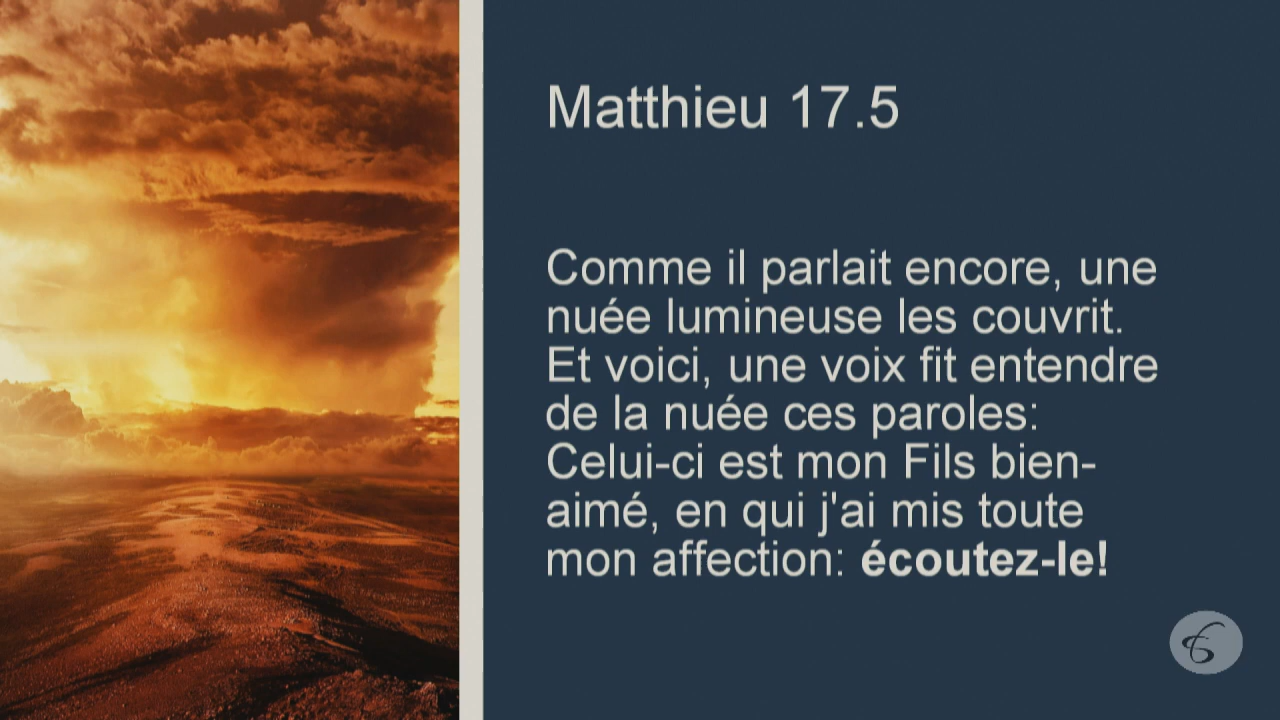 Matthieu 17.5
Comme il parlait encore, une
nuée lumineuse les couvrit.
Et voici, une voix fit entendre
de la nuée ces paroles:
Celui-ci est mon Fils bien-
aimé, en qui j'ai mis toute
mon affection: écoutez-le!